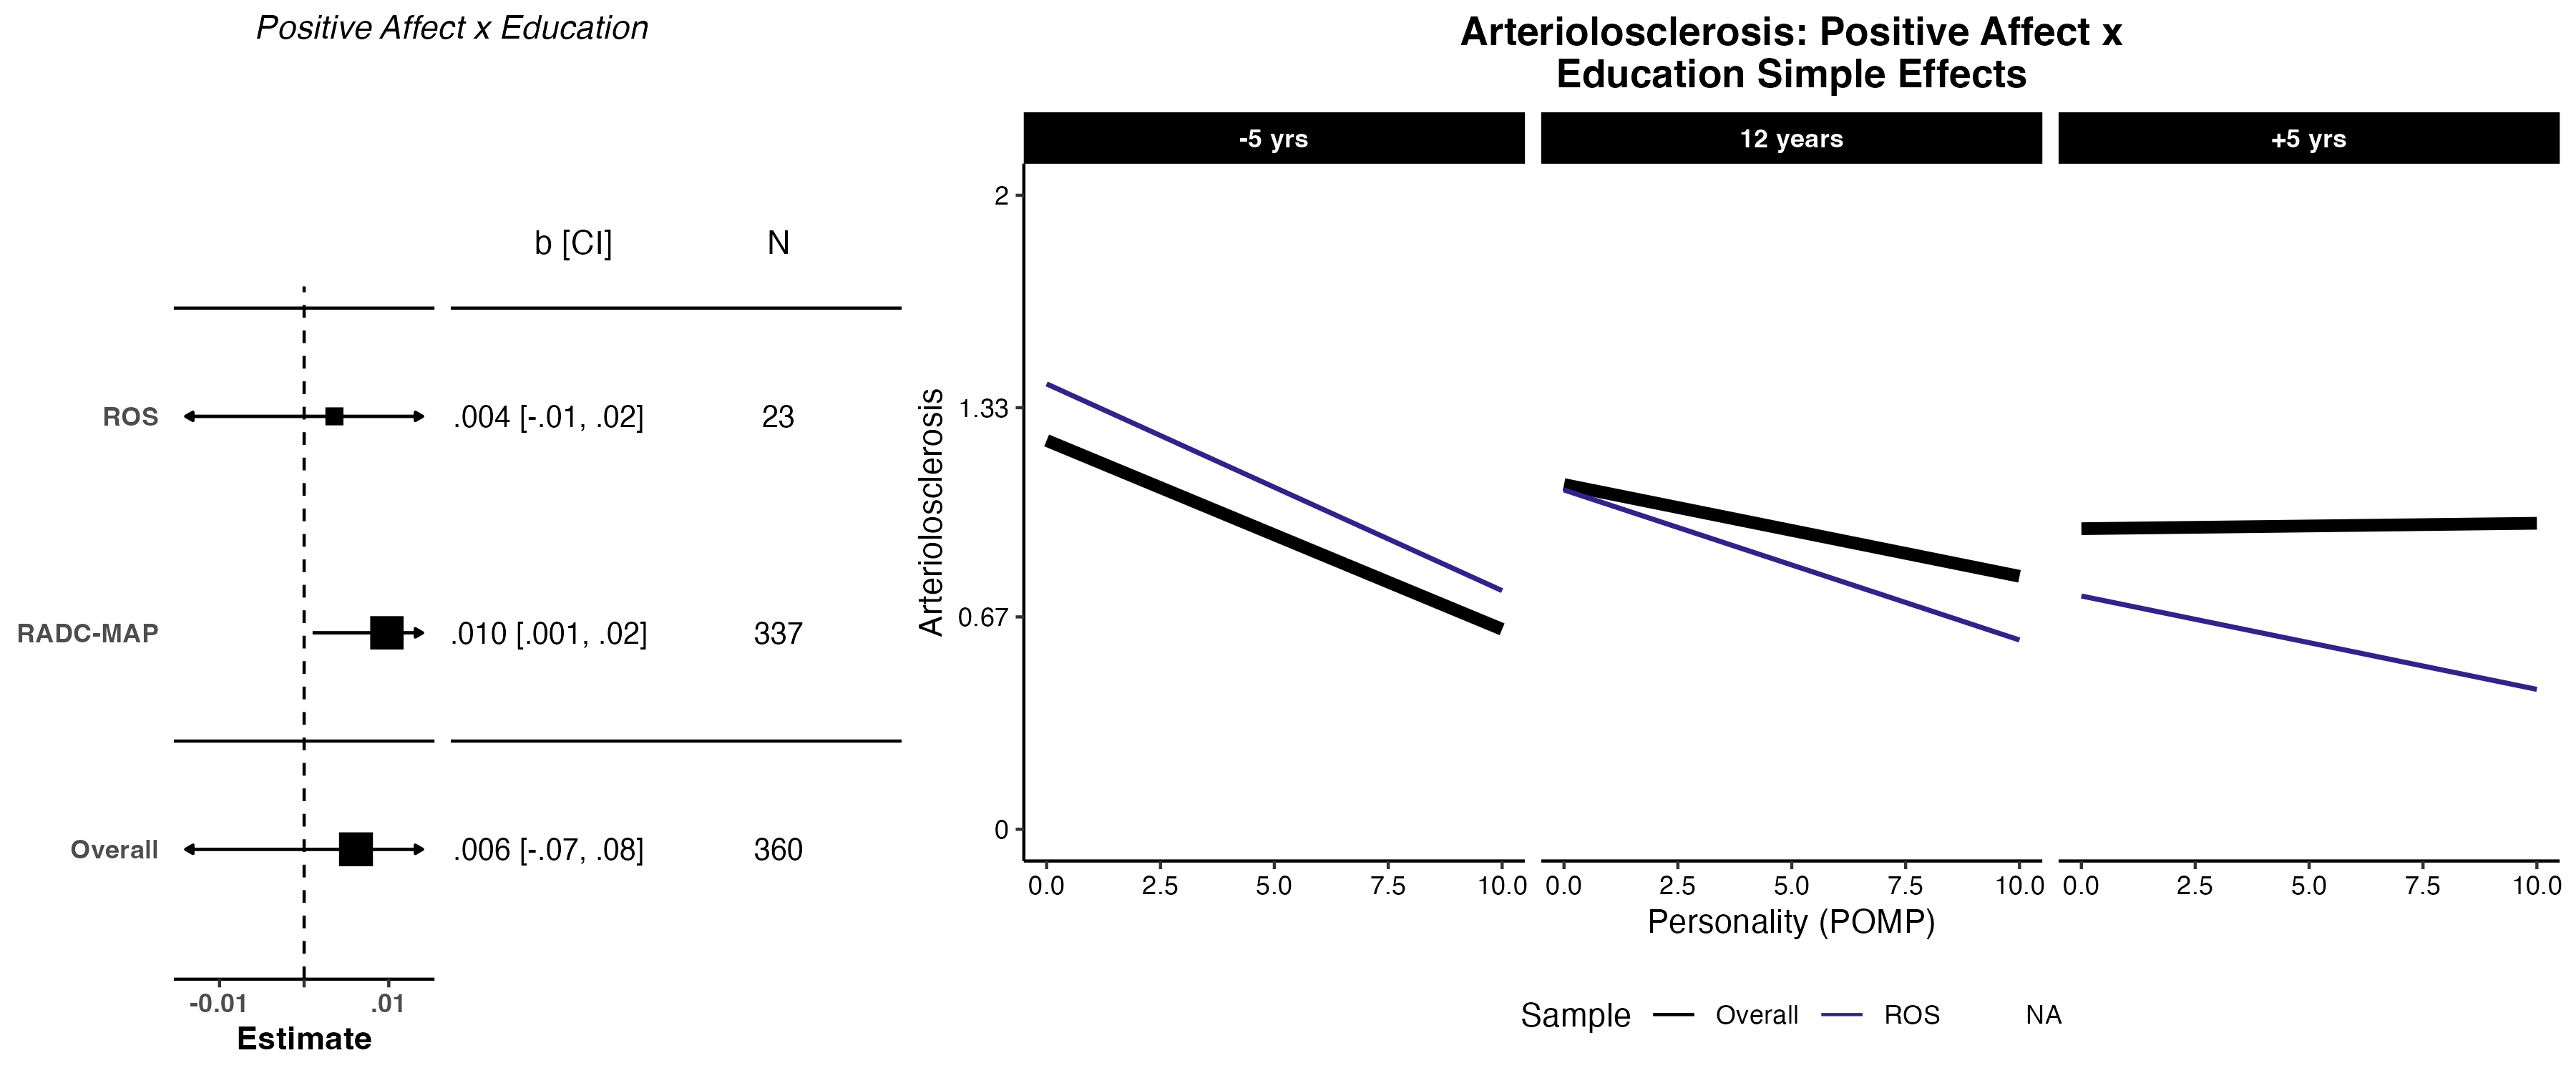 Positive Affect x Education
b [CI] N
ROS .004 [-.01, .02] 23
RADC-MAP .010 [.001, .02] 337
Overall .006 [-.07, .08] 360
-0.01 .01
Estimate
Arteriolosclerosis: Positive Affect x
Education Simple Effects
-5 yrs 12 years +5 yrs
Arteriolosclerosis
2
1.33
0.67
0
0.0 2.5 5.0 7.5 10.0 0.0 2.5 5.0 7.5 10.0 0.0 2.5 5.0 7.5 10.0
Personality (POMP)
Sample Overall ROS NA